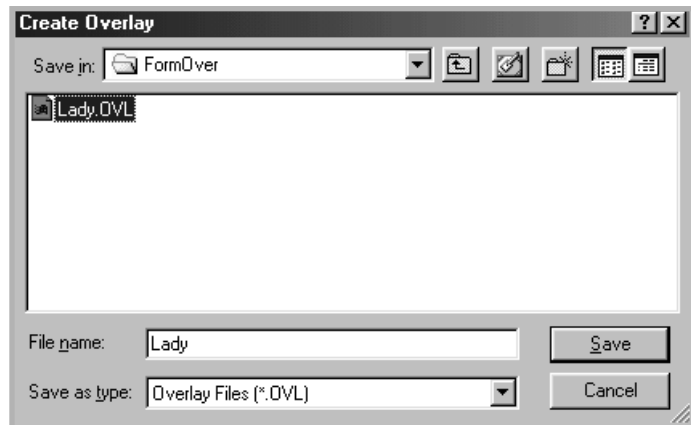 Create Overlay
Save in: FormOver
Lady.OVL
File name: Lady Save
Save as type: Overlay Files (*.OVL) Cancel